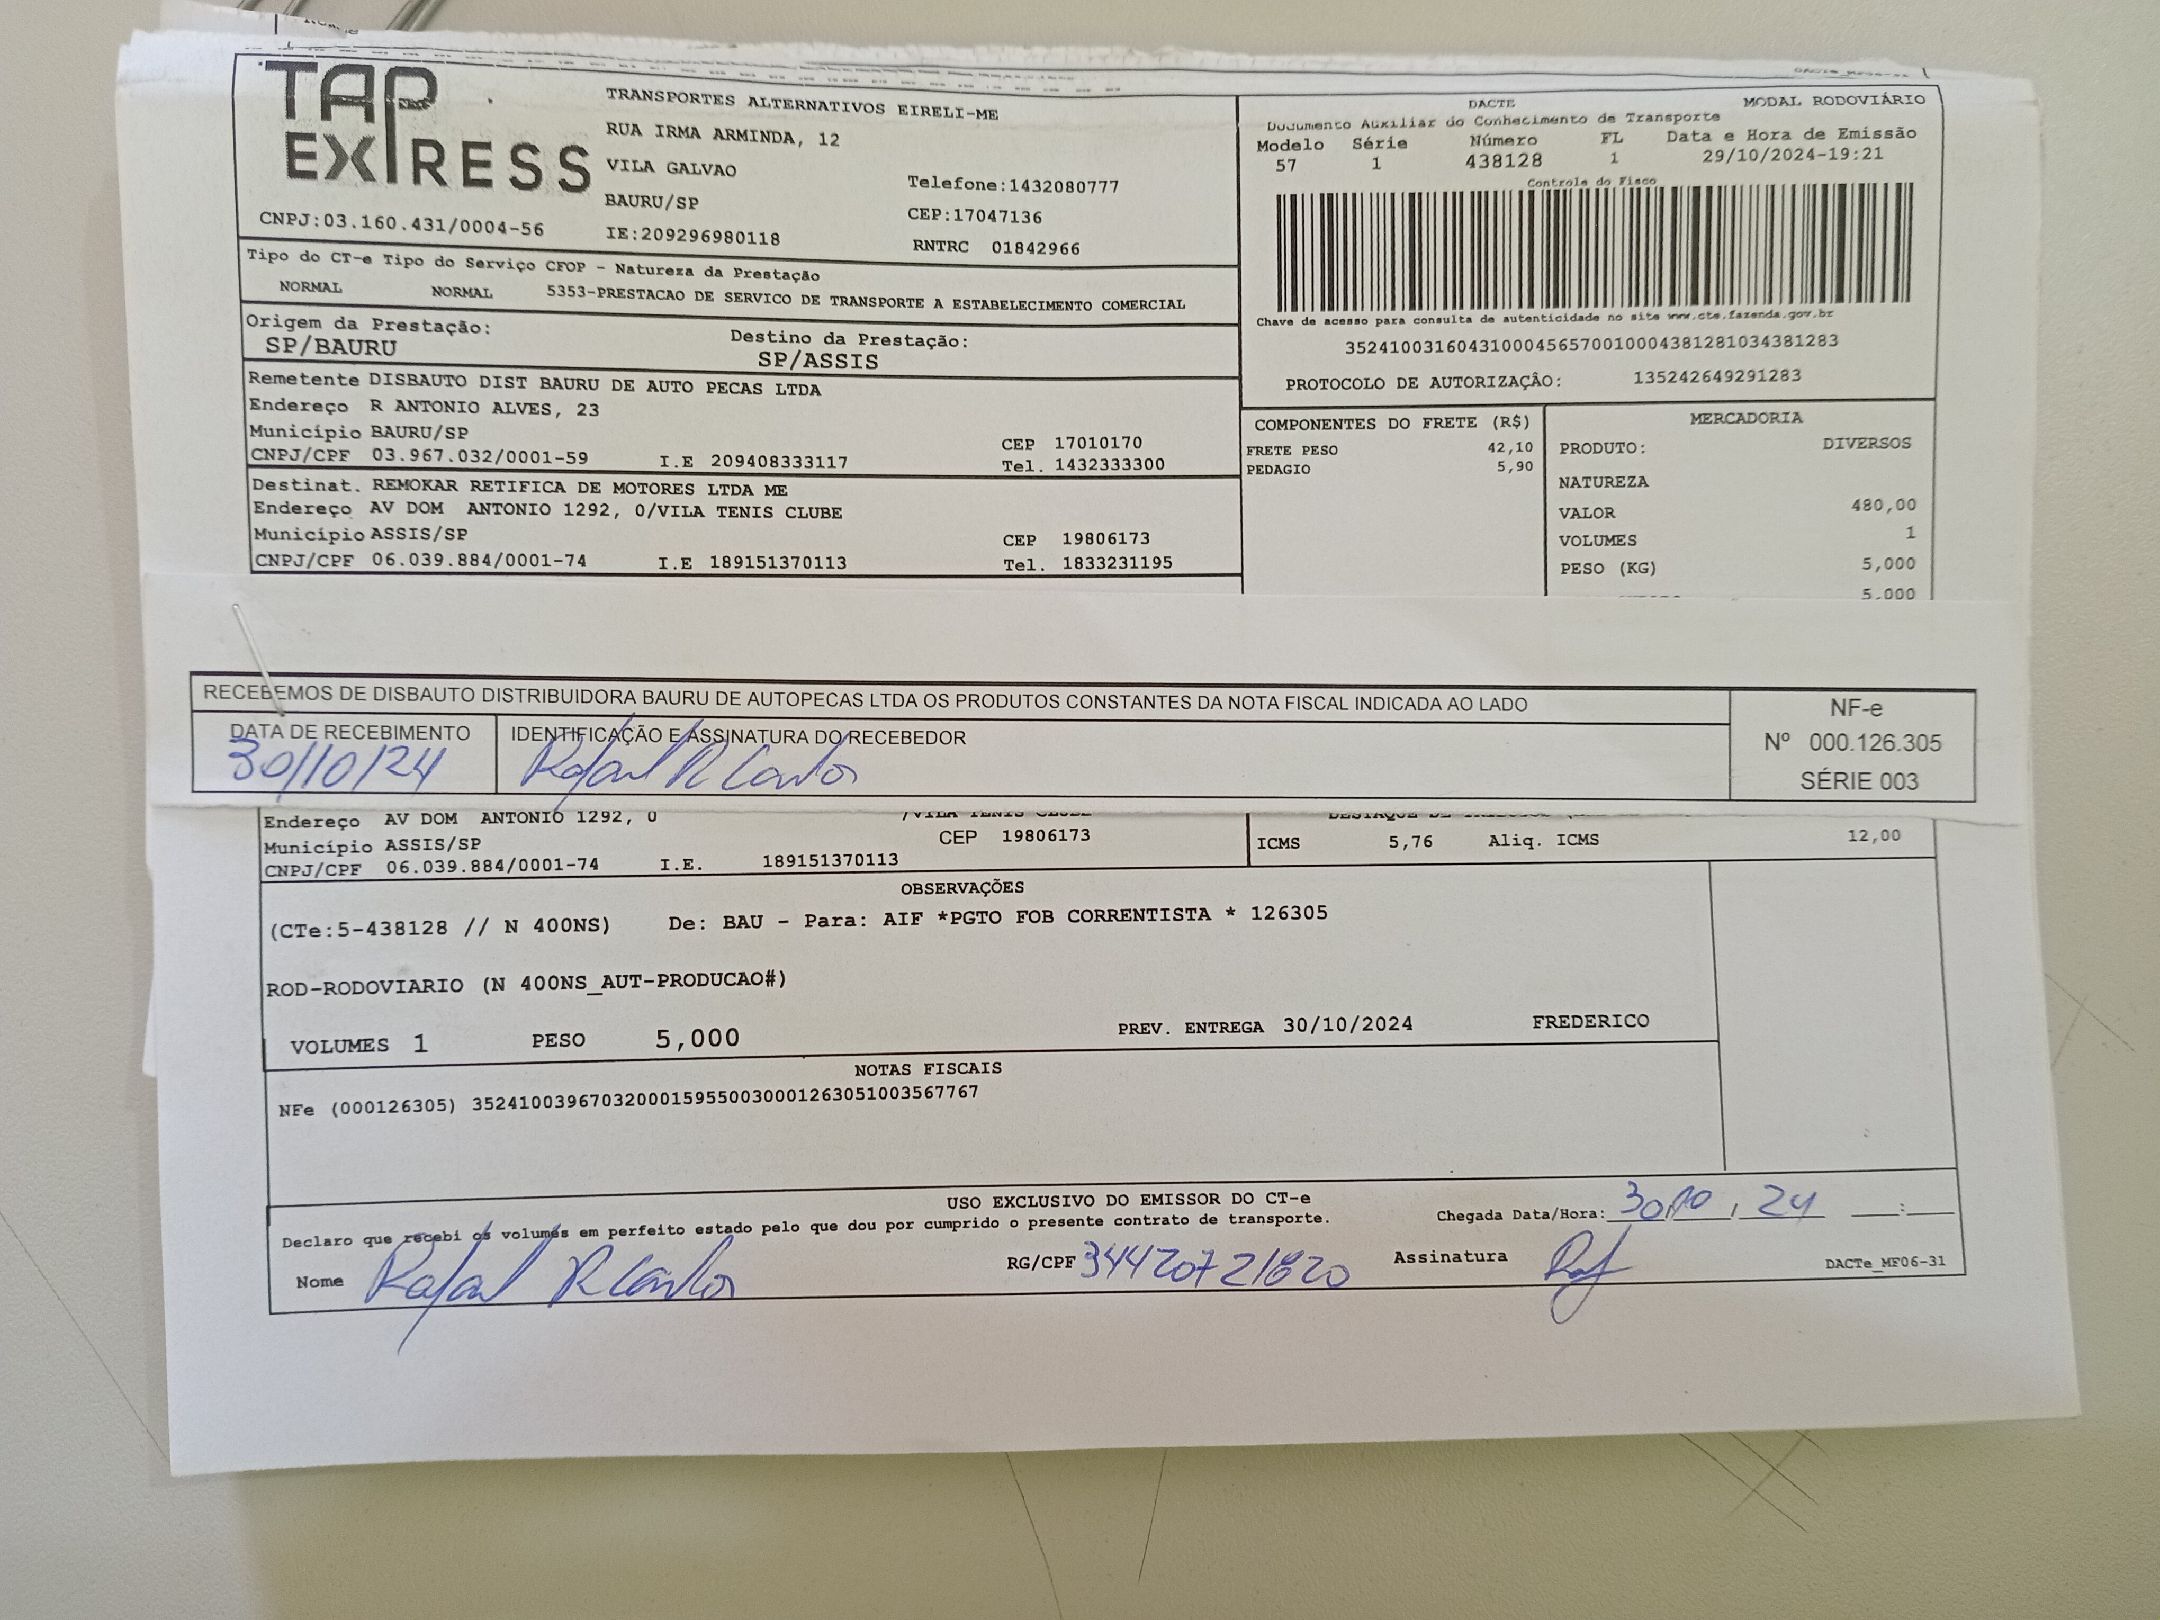 TAP
EXPRESS
CNPJ:03.160.431/0004-56
TRANSPORTES ALTERNATIVOS EIRELI-ME
RUA IRMA ARMINDA, 12
VILA GALVAO
BAURU/SP
IE:209296980118
Telefone:1432080777
CEP:17047136
RNTRC 01842966
DACTE MODAL RODOVIÁRIO
Documento Auxiliar do Conhecimento de Transporte
Modelo Série Número FL Data e Hora de Emissão
57 1 438128 1 29/10/2024-19:21
Controle do Fisco
Chave de acesso para consulta de autenticidade no site www.cte.fazenda.gov.br
35241003160431000456570010004381281034381283
PROTOCOLO DE AUTORIZAÇÂO: 135242649291283
Tipo do CT-e Tipo do Serviço CFOP - Natureza da Prestação
NORMAL NORMAL 5353-PRESTACAO DE SERVICO DE TRANSPORTE A ESTABELECIMENTO COMERCIAL
Origem da Prestação: Destino da Prestação:
SP/BAURU SP/ASSIS
Remetente DISBAUTO DIST BAURU DE AUTO PECAS LTDA
Endereço R ANTONIO ALVES, 23
Município BAURU/SP CEP 17010170
CNPJ/CPF 03.967.032/0001-59 I.E 209408333117 Tel. 1432333300
Destinat. REMOKAR RETIFICA DE MOTORES LTDA ME
Endereço AV DOM ANTONIO 1292, 0/VILA TENIS CLUBE
Município ASSIS/SP CEP 19806173
CNPJ/CPF 06.039.884/0001-74 I.E 189151370113 Tel. 1833231195
COMPONENTES DO FRETE (R$)
FRETE PESO 42,10
PEDAGIO 5,90
MERCADORIA
PRODUTO: DIVERSOS
NATUREZA
VALOR 480,00
VOLUMES 1
PESO (KG) 5,000
5,000
RECEBEMOS DE DISBAUTO DISTRIBUIDORA BAURU DE AUTOPECAS LTDA OS PRODUTOS CONSTANTES DA NOTA FISCAL INDICADA AO LADO
DATA DE RECEBIMENTO IDENTIFICAÇÃO E ASSINATURA DO RECEBEDOR
30/10/24 Rafael R Carlos
NF-e
Nº 000.126.305
SÉRIE 003
Endereço AV DOM ANTONIO 1292, 0 /VILA TENIS CLUBE
Município ASSIS/SP CEP 19806173
CNPJ/CPF 06.039.884/0001-74 I.E. 189151370113
ICMS 5,76 Aliq. ICMS 12,00
OBSERVAÇÕES
(CTe:5-438128 // N 400NS) De: BAU - Para: AIF *PGTO FOB CORRENTISTA * 126305
ROD-RODOVIARIO (N 400NS_AUT-PRODUCAO#)
VOLUMES 1 PESO 5,000 PREV. ENTREGA 30/10/2024 FREDERICO
NOTAS FISCAIS
NFe (000126305) 35241003967032000159550030001263051003567767
USO EXCLUSIVO DO EMISSOR DO CT-e
Declaro que recebi os volumes em perfeito estado pelo que dou por cumprido o presente contrato de transporte.
Chegada Data/Hora: 30,10,24 :
Nome Rafael R Carlos RG/CPF 34420721820 Assinatura Raf
DACTe_MF06-31